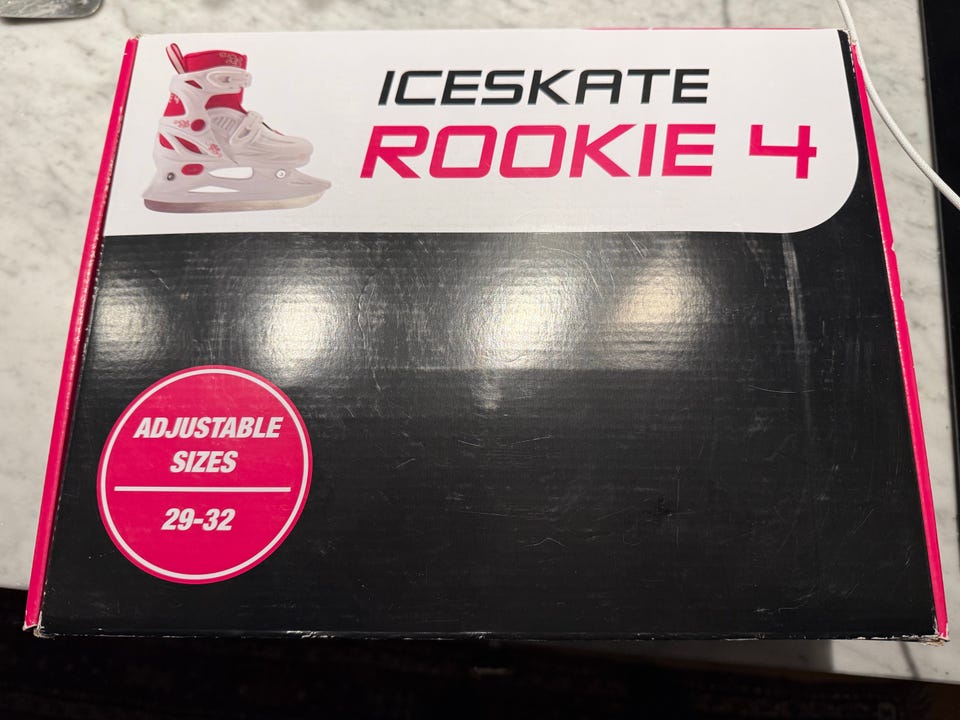 ICESKATE
ROOKIE 4
ADJUSTABLE
SIZES
29-32